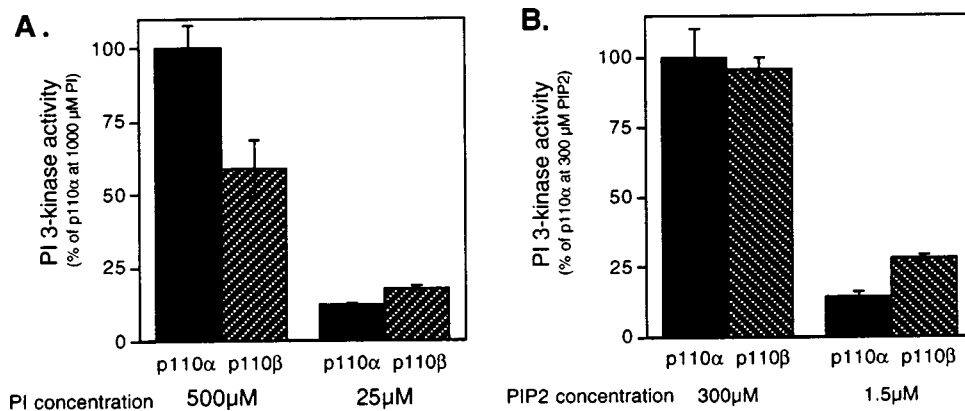 A.
PI 3-kinase activity
(% of p110α at 1000 µM PI)
100
75
50
25
0
p110α p110β p110α p110β
PI concentration 500µM 25µM
B.
PI 3-kinase activity
(% of p110α at 300 µM PIP2)
100
75
50
25
0
p110α p110β p110α p110β
PIP2 concentration 300µM 1.5µM